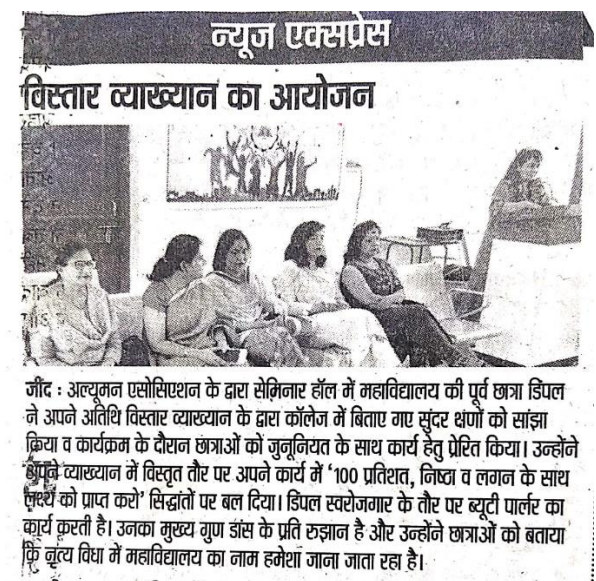 न्यूज एक्सप्रेस
विस्तार व्याख्यान का आयोजन
जींद : अल्यूमन एसोसिएशन के द्वारा सेमिनार हॉल में महाविद्यालय की पूर्व छात्रा डिंपल
ने अपने अतिथि विस्तार व्याख्यान के द्वारा कॉलेज में बिताए गए सुंदर क्षणों को सांझा
किया व कार्यक्रम के दौरान छात्राओं को जुनूनियत के साथ कार्य हेतु प्रेरित किया। उन्होंने
अपने व्याख्यान में विस्तृत तौर पर अपने कार्य में ‘100 प्रतिशत, निष्ठा व लगन के साथ
लक्ष्य को प्राप्त करो’ सिद्धांतों पर बल दिया। डिंपल स्वरोजगार के तौर पर ब्यूटी पार्लर का
कार्य करती है। उनका मुख्य गुण डांस के प्रति रुझान है और उन्होंने छात्राओं को बताया
कि नृत्य विधा में महाविद्यालय का नाम हमेशा जाना जाता रहा है।